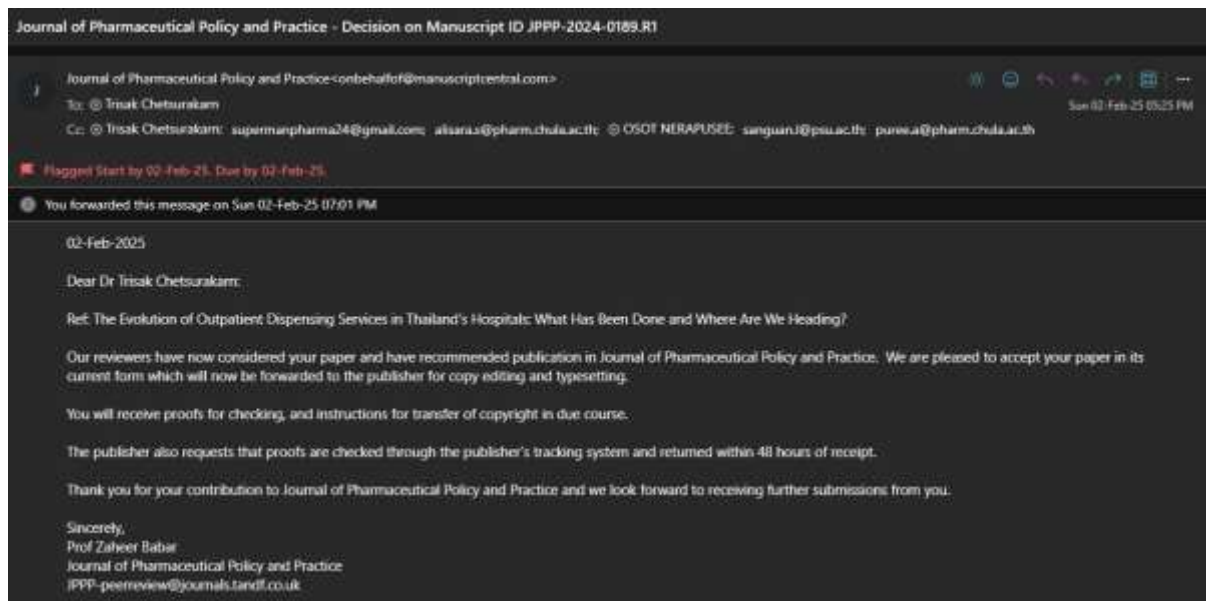 Journal of Pharmaceutical Policy and Practice - Decision on Manuscript ID JPPP-2024-0189.R1
J
Journal of Pharmaceutical Policy and Practice<onbehalfof@manuscriptcentral.com>
To: Trisak Chetsurakarn
Sun 02-Feb-25 05:25 PM
Cc: Trisak Chetsurakarn; supermanpharma24@gmail.com; alisara.s@pharm.chula.ac.th; OSOT NERAPUSEE; sanguan.l@psu.ac.th; puree.a@pharm.chula.ac.th
Flagged Start by 02-Feb-25. Due by 02-Feb-25.
You forwarded this message on Sun 02-Feb-25 07:01 PM
02-Feb-2025
Dear Dr Trisak Chetsurakarn:
Ref: The Evolution of Outpatient Dispensing Services in Thailand's Hospitals: What Has Been Done and Where Are We Heading?
Our reviewers have now considered your paper and have recommended publication in Journal of Pharmaceutical Policy and Practice. We are pleased to accept your paper in its
current form which will now be forwarded to the publisher for copy editing and typesetting.
You will receive proofs for checking, and instructions for transfer of copyright in due course.
The publisher also requests that proofs are checked through the publisher's tracking system and returned within 48 hours of receipt.
Thank you for your contribution to Journal of Pharmaceutical Policy and Practice and we look forward to receiving further submissions from you.
Sincerely,
Prof Zaheer Babar
Journal of Pharmaceutical Policy and Practice
JPPP-peerreview@journals.tandf.co.uk